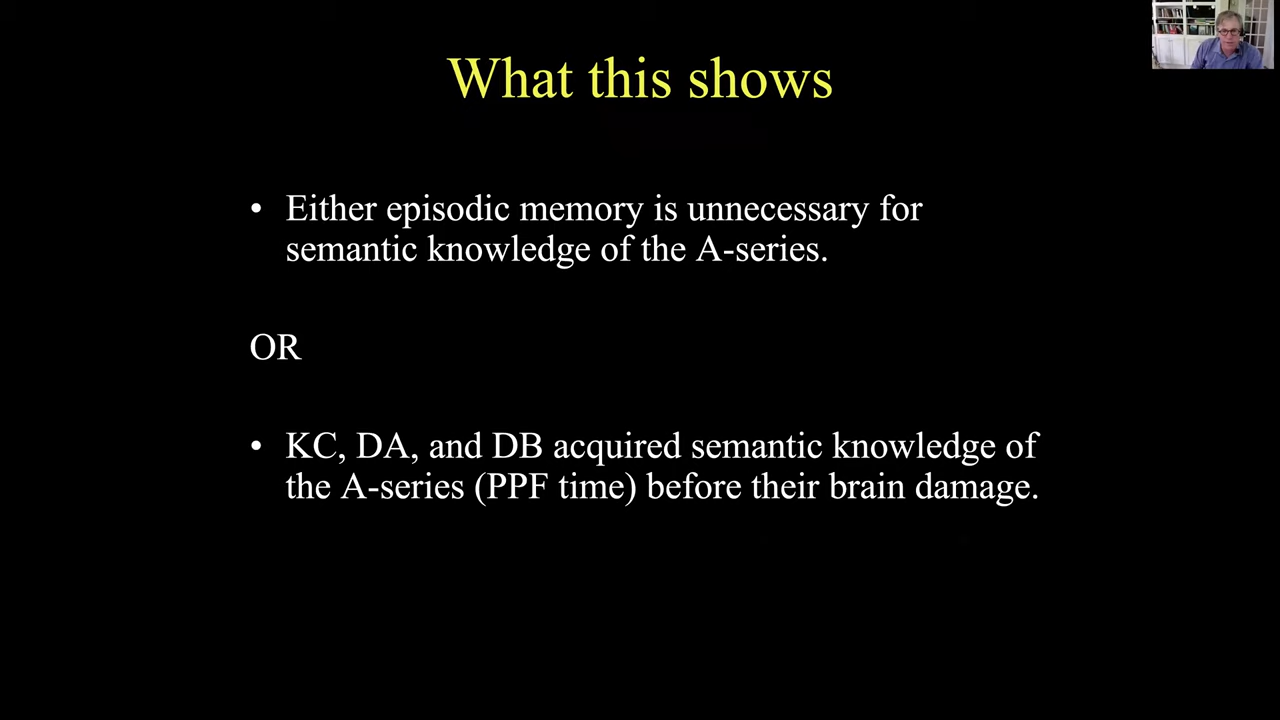 What this shows
• Either episodic memory is unnecessary for
semantic knowledge of the A-series.
OR
• KC, DA, and DB acquired semantic knowledge of
the A-series (PPF time) before their brain damage.